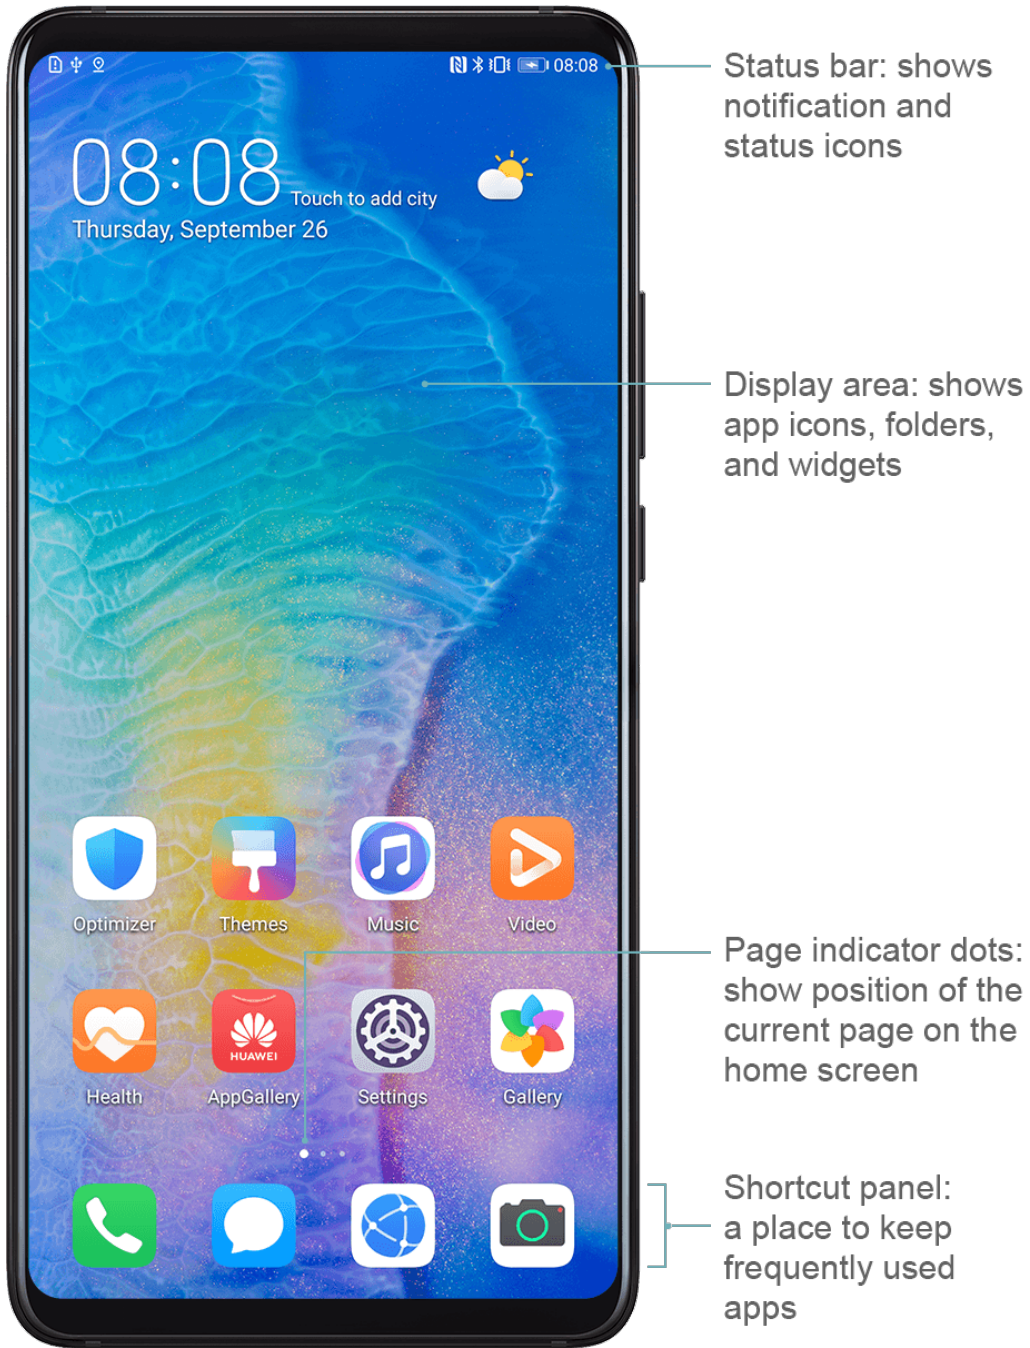 08:08
Status bar: shows
notification and
status icons
08:08 Touch to add city
Thursday, September 26
Display area: shows
app icons, folders,
and widgets
Optimizer Themes Music Video
Page indicator dots:
show position of the
current page on the
home screen
HUAWEI
Health AppGallery Settings Gallery
Shortcut panel:
a place to keep
frequently used
apps